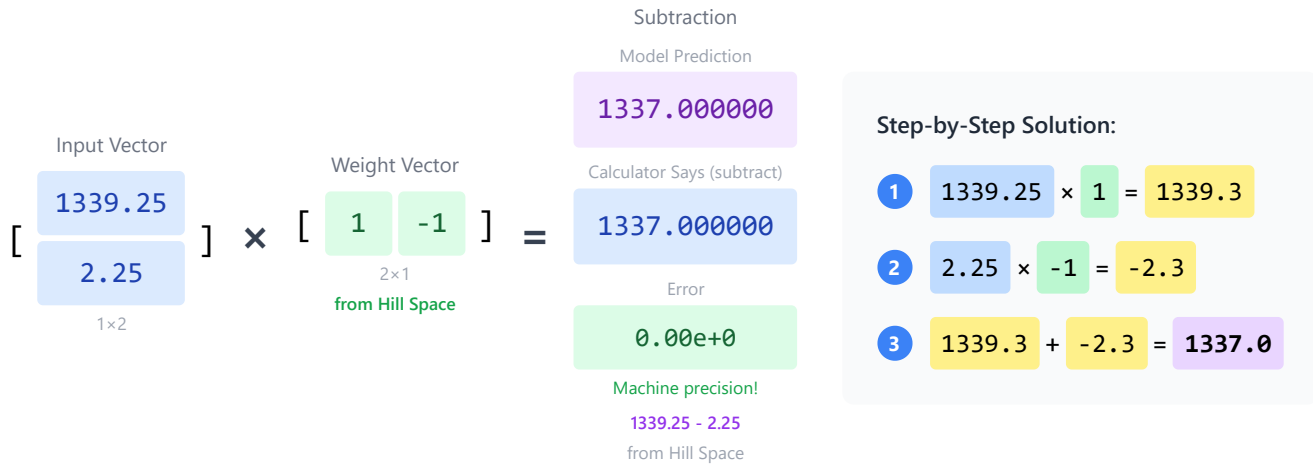 Input Vector
[ 1339.25 ]
2.25
1×2
×
Weight Vector
[ 1 -1 ]
2×1
from Hill Space
=
Subtraction
Model Prediction
1337.000000
Calculator Says (subtract)
1337.000000
Error
0.00e+0
Machine precision!
1339.25 - 2.25
from Hill Space
Step-by-Step Solution:
1 1339.25 × 1 = 1339.3
2 2.25 × -1 = -2.3
3 1339.3 + -2.3 = 1337.0